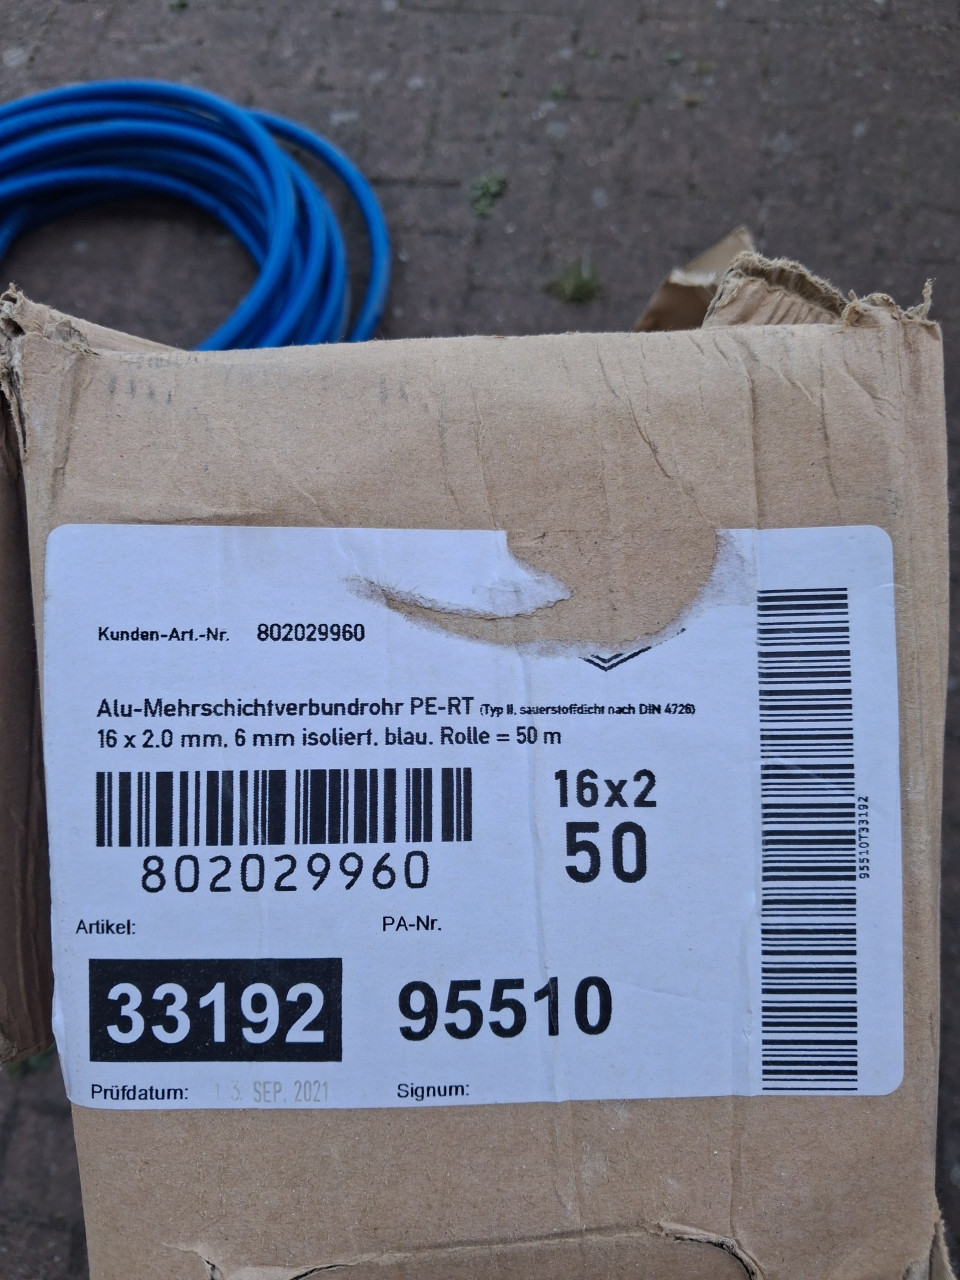 Kunden-Art.-Nr. 802029960
Alu-Mehrschichtverbundrohr PE-RT (Typ II, sauerstoffdicht nach DIN 4726)
16 x 2.0 mm, 6 mm isoliert, blau, Rolle = 50 m
16x2
50
802029960
Artikel: PA-Nr.
33192 95510
Prüfdatum: 13. SEP. 2021 Signum:
95510T33192